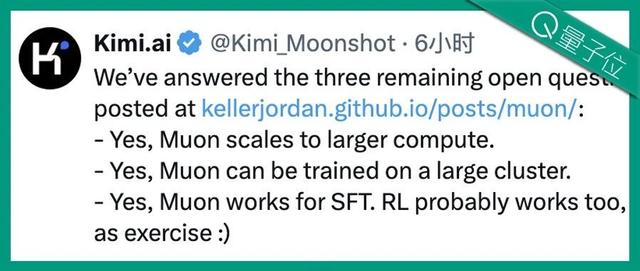 Kimi.ai @Kimi_Moonshot · 6小时
We've answered the three remaining open
posted at kellerjordan.github.io/posts/muon/:
- Yes, Muon scales to larger compute.
- Yes, Muon can be trained on a large cluster.
- Yes, Muon works for SFT. RL probably works too,
as exercise :)
量子位